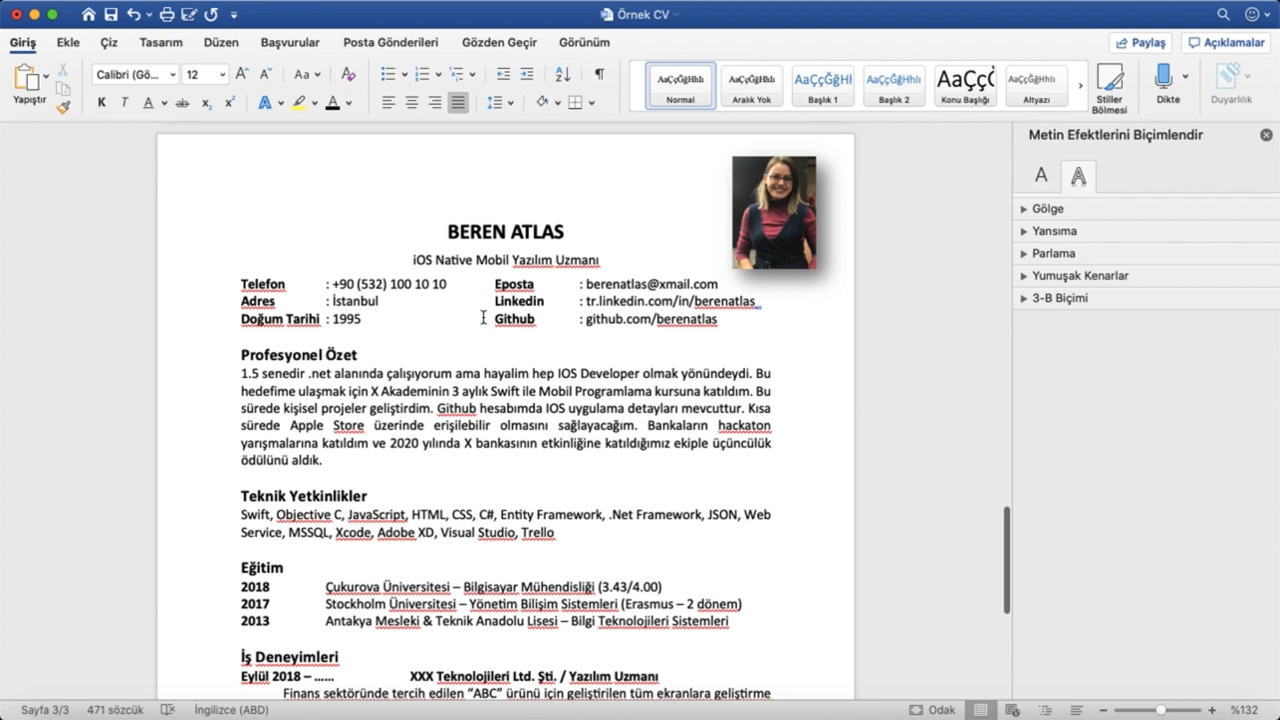 Örnek CV
Giriş Ekle Çiz Tasarım Düzen Başvurular Posta Gönderileri Gözden Geçir Görünüm Paylaş Açıklamalar
Yapıştır
Calibri (Gö... 12
AaÇçĞğHhIı AaÇçĞğHhIı AaÇçĞğHI AaÇçĞğHhIı AaÇçĞ AaÇçĞğHhIı
Normal Aralık Yok Başlık 1 Başlık 2 Konu Başlığı Altyazı
Stiller Bölmesi
Dikte
Duyarlılık
BEREN ATLAS
iOS Native Mobil Yazılım Uzmanı
Telefon : +90 (532) 100 10 10 Eposta : berenatlas@xmail.com
Adres : İstanbul Linkedin : tr.linkedin.com/in/berenatlas
Doğum Tarihi : 1995 Github : github.com/berenatlas
Profesyonel Özet
1.5 senedir .net alanında çalışıyorum ama hayalim hep IOS Developer olmak yönündeydi. Bu
hedefime ulaşmak için X Akademinin 3 aylık Swift ile Mobil Programlama kursuna katıldım. Bu
sürede kişisel projeler geliştirdim. Github hesabımda IOS uygulama detayları mevcuttur. Kısa
sürede Apple Store üzerinde erişilebilir olmasını sağlayacağım. Bankaların hackaton
yarışmalarına katıldım ve 2020 yılında X bankasının etkinliğine katıldığımız ekiple üçüncülük
ödülünü aldık.
Teknik Yetkinlikler
Swift, Objective C, JavaScript, HTML, CSS, C#, Entity Framework, .Net Framework, JSON, Web
Service, MSSQL, Xcode, Adobe XD, Visual Studio, Trello
Eğitim
2018 Çukurova Üniversitesi – Bilgisayar Mühendisliği (3.43/4.00)
2017 Stockholm Üniversitesi – Yönetim Bilişim Sistemleri (Erasmus – 2 dönem)
2013 Antakya Mesleki & Teknik Anadolu Lisesi – Bilgi Teknolojileri Sistemleri
İş Deneyimleri
Eylül 2018 – ...... XXX Teknolojileri Ltd. Şti. / Yazılım Uzmanı
Finans sektöründe tercih edilen “ABC” ürünü için geliştirilen tüm ekranlara geliştirme
Metin Efektlerini Biçimlendir
Gölge
Yansıma
Parlama
Yumuşak Kenarlar
3-B Biçimi
Sayfa 3/3 471 sözcük İngilizce (ABD) Odak %132